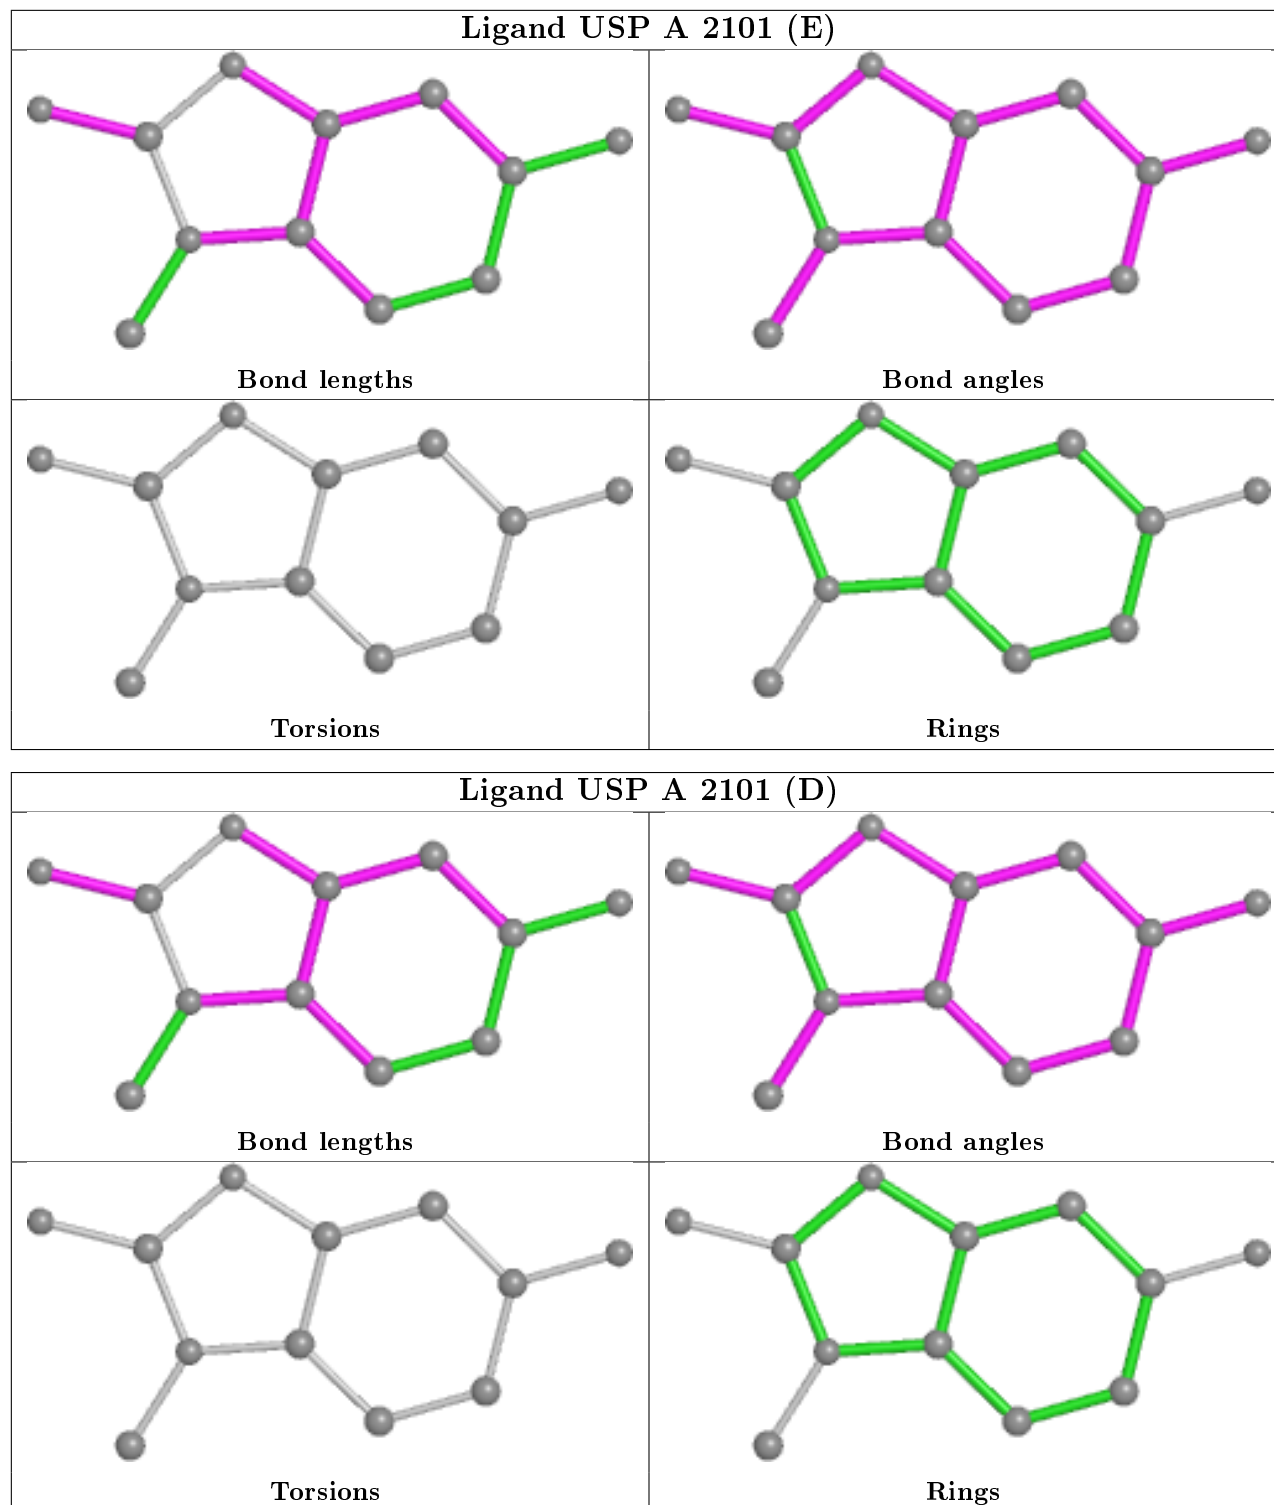 Ligand USP A 2101 (E)
Bond lengths
Bond angles
Torsions
Rings
Ligand USP A 2101 (D)
Bond lengths
Bond angles
Torsions
Rings